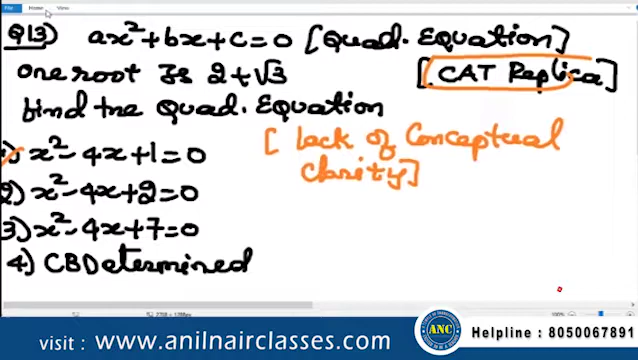 File Home View
Q13) ax²+bx+c=0 [Quad. Equation]
one root Is 2+√3 [CAT Replica]
find the Quad. Equation
1) x²-4x+1=0 [lack of Conceptual
clarity]
2) x²-4x+2=0
3) x²-4x+7=0
4) CBDetermined
100%
visit : www.anilnairclasses.com ANC Helpline : 8050067891